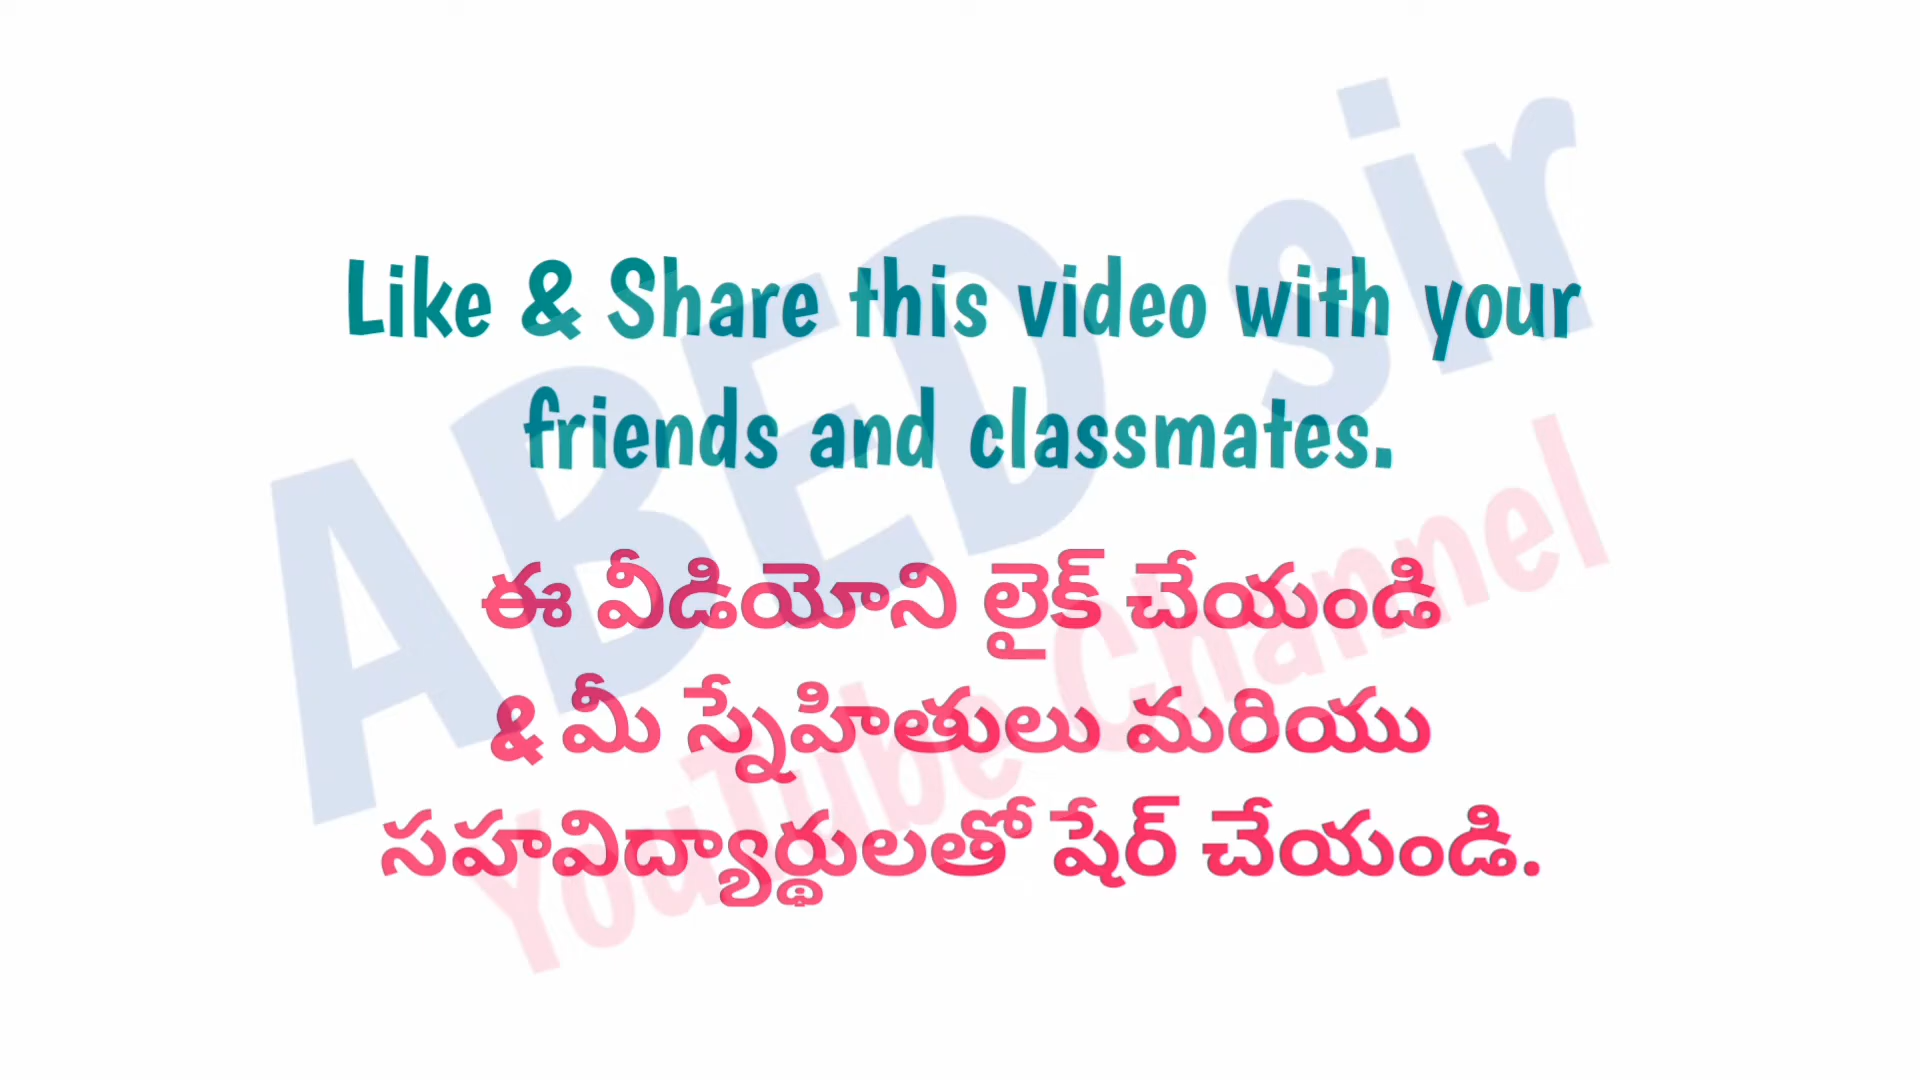 Like & Share this video with your
friends and classmates.
ఈ వీడియోని లైక్ చేయండి
& మీ స్నేహితులు మరియు
సహవిద్యార్థులతో షేర్ చేయండి.
ABED sir
YouTube Channel